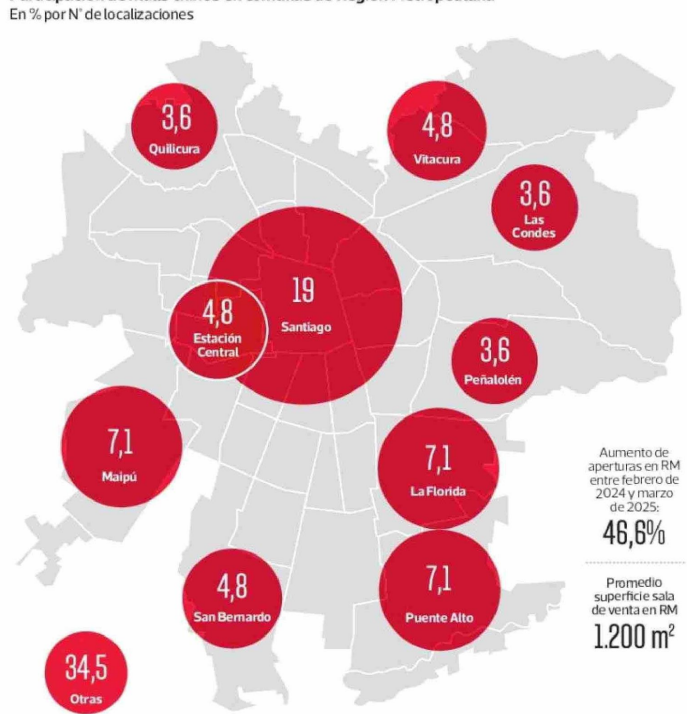 En % por N° de localizaciones
3,6
Quilicura
4,8
Vitacura
3,6
Las
Condes
19
Santiago
4,8
Estación
Central
3,6
Peñalolén
7,1
Maipú
7,1
La Florida
Aumento de
aperturas en RM
entre febrero de
2024 y marzo
de 2025:
46,6%
4,8
San Bernardo
7,1
Puente Alto
Promedio
superficie sala
de venta en RM
1.200 m²
34,5
Otras